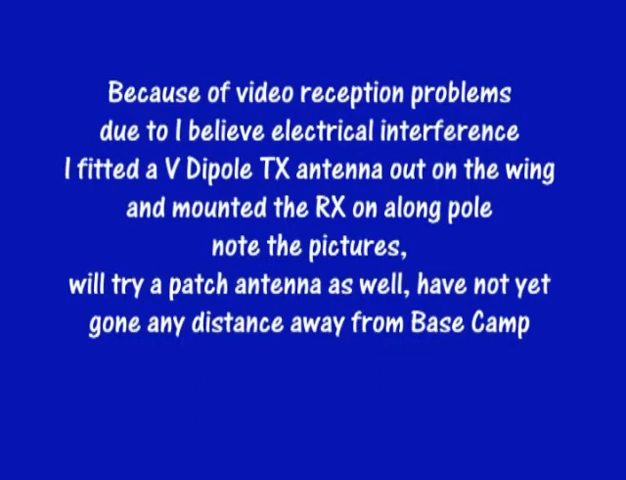 Because of video reception problems
due to I believe electrical interference
I fitted a V Dipole TX antenna out on the wing
and mounted the RX on along pole
note the pictures,
will try a patch antenna as well, have not yet
gone any distance away from Base Camp